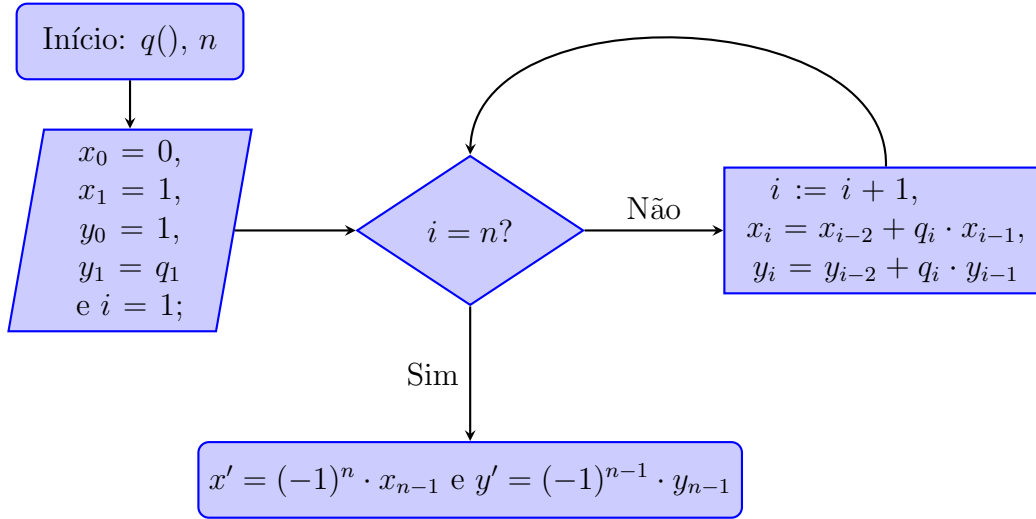 Início: q(), n
x₀ = 0,
x₁ = 1,
y₀ = 1,
y₁ = q₁
e i = 1;
i = n?
Não
i := i + 1,
xᵢ = xᵢ₋₂ + qᵢ · xᵢ₋₁,
yᵢ = yᵢ₋₂ + qᵢ · yᵢ₋₁
Sim
x′ = (−1)ⁿ · xₙ₋₁ e y′ = (−1)ⁿ⁻¹ · yₙ₋₁